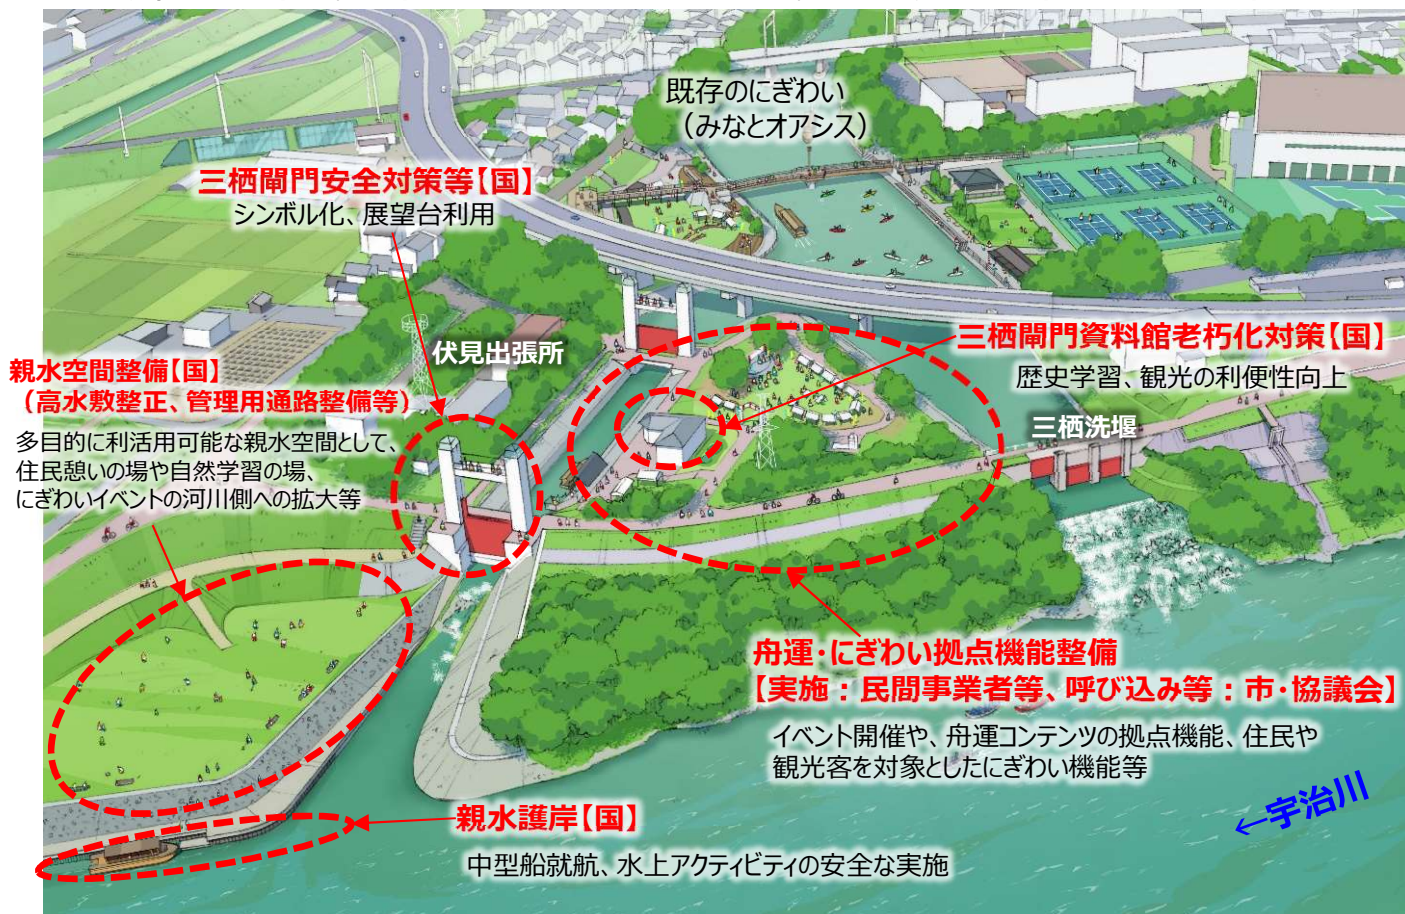 既存のにぎわい
（みなとオアシス）
三栖閘門安全対策等【国】
シンボル化、展望台利用
伏見出張所
三栖閘門資料館老朽化対策【国】
歴史学習、観光の利便性向上
三栖洗堰
親水空間整備【国】
（高水敷整正、管理用通路整備等）
多目的に利活用可能な親水空間として、
住民憩いの場や自然学習の場、
にぎわいイベントの河川側への拡大等
舟運・にぎわい拠点機能整備
【実施：民間事業者等、呼び込み等：市・協議会】
イベント開催や、舟運コンテンツの拠点機能、住民や
観光客を対象としたにぎわい機能等
←宇治川
親水護岸【国】
中型船就航、水上アクティビティの安全な実施